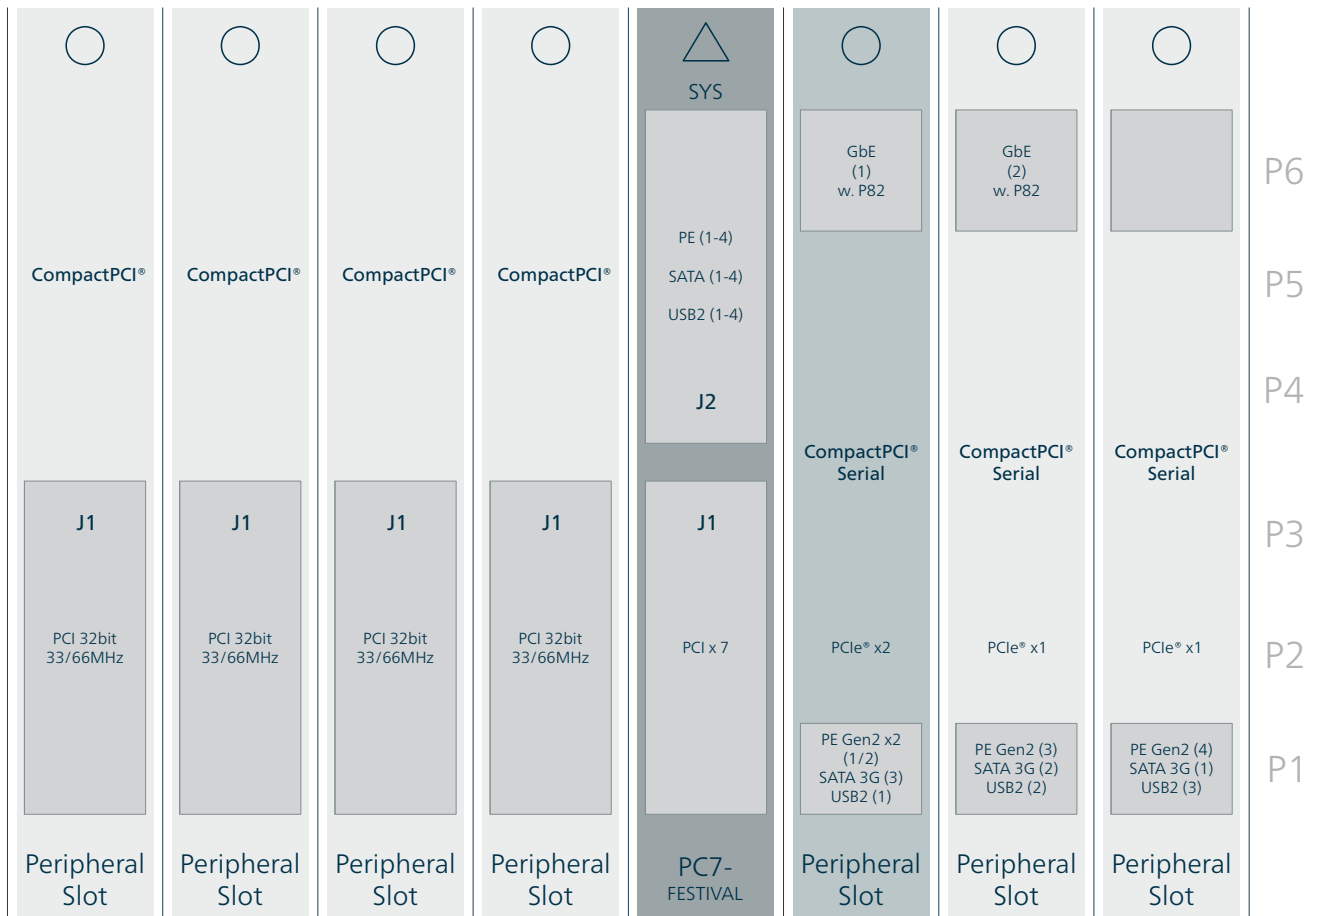 CompactPCI®
J1
PCI 32bit
33/66MHz
Peripheral
Slot
CompactPCI®
J1
PCI 32bit
33/66MHz
Peripheral
Slot
CompactPCI®
J1
PCI 32bit
33/66MHz
Peripheral
Slot
CompactPCI®
J1
PCI 32bit
33/66MHz
Peripheral
Slot
SYS
PE (1-4)
SATA (1-4)
USB2 (1-4)
J2
J1
PCI x 7
PC7-
FESTIVAL
GbE
(1)
w. P82
CompactPCI®
Serial
PCIe® x2
PE Gen2 x2
(1/2)
SATA 3G (3)
USB2 (1)
Peripheral
Slot
GbE
(2)
w. P82
CompactPCI®
Serial
PCIe® x1
PE Gen2 (3)
SATA 3G (2)
USB2 (2)
Peripheral
Slot
CompactPCI®
Serial
PCIe® x1
PE Gen2 (4)
SATA 3G (1)
USB2 (3)
Peripheral
Slot
P6
P5
P4
P3
P2
P1